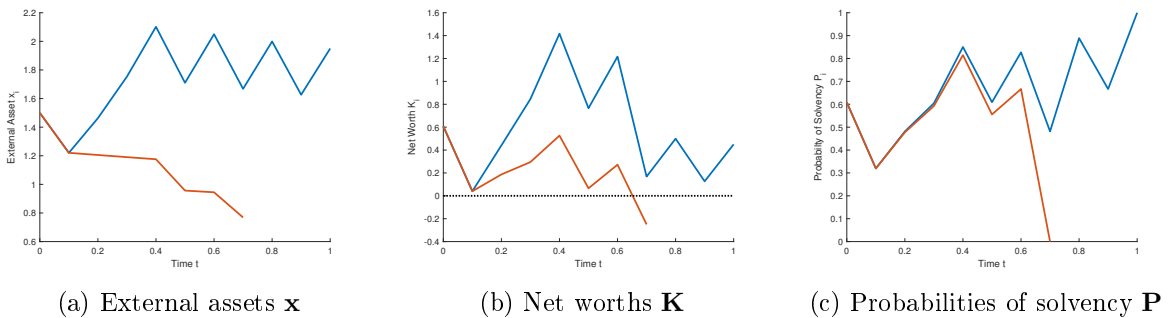 2.2
2
1.8
1.6
1.4
1.2
1
0.8
0.6
External Asset x_i
0 0.2 0.4 0.6 0.8 1
Time t
(a) External assets x
1.6
1.4
1.2
1
0.8
0.6
0.4
0.2
0
-0.2
-0.4
Net Worth K_i
0 0.2 0.4 0.6 0.8 1
Time t
(b) Net worths K
1
0.9
0.8
0.7
0.6
0.5
0.4
0.3
0.2
0.1
0
Probabilty of Solvency P_i
0 0.2 0.4 0.6 0.8 1
Time t
(c) Probabilities of solvency P